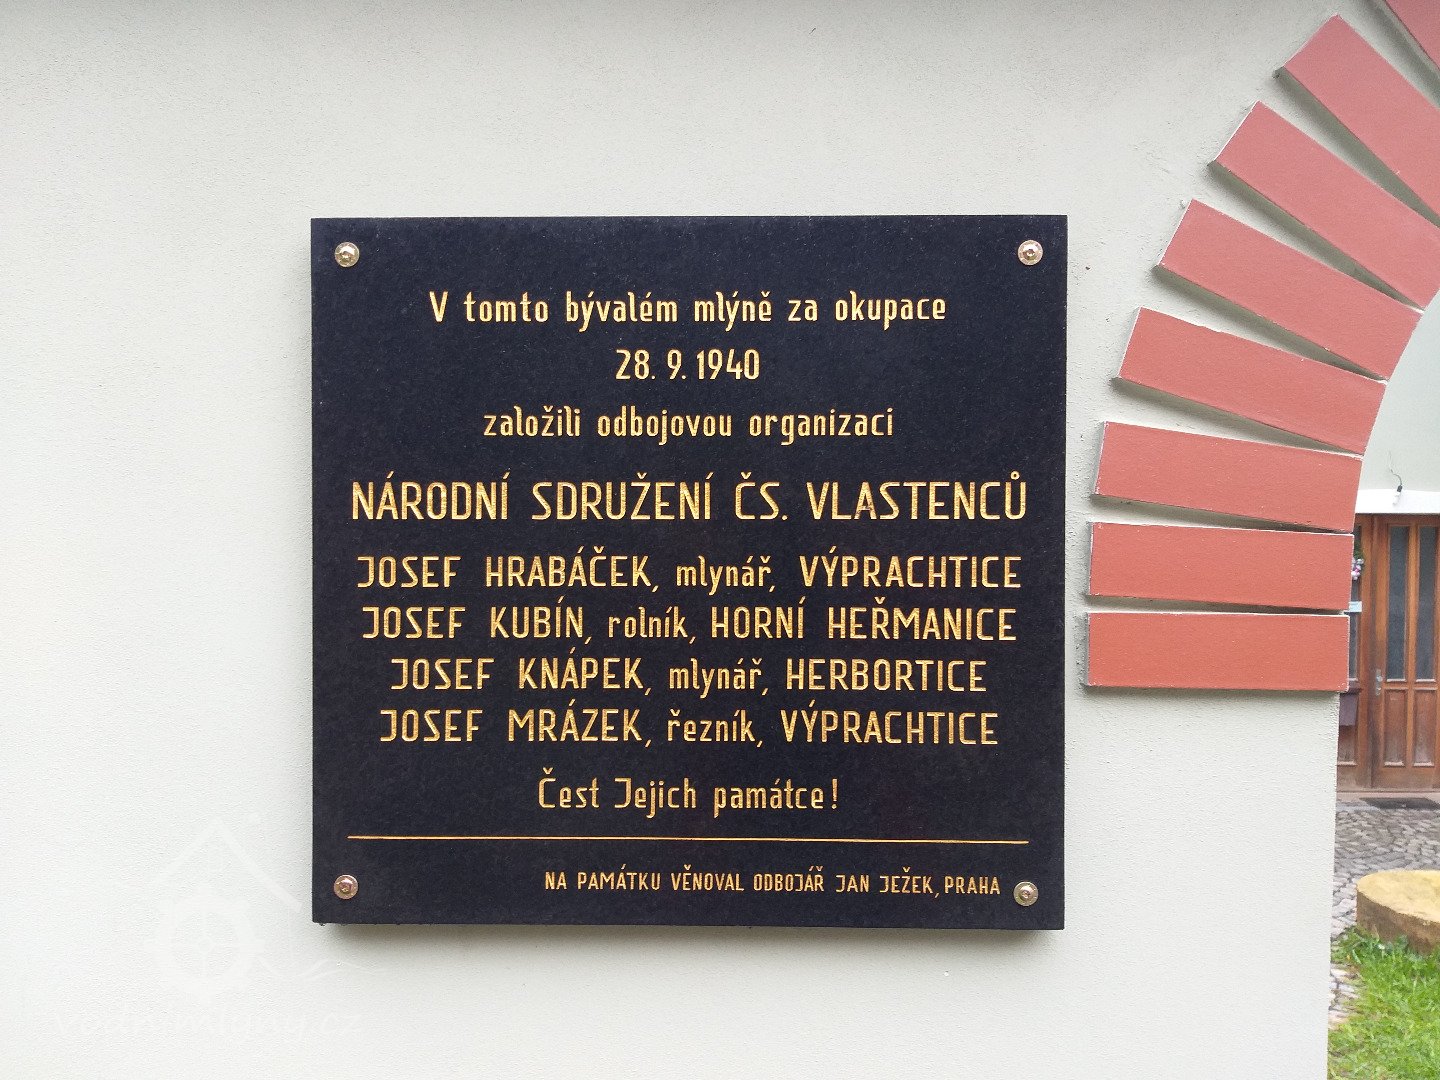 V tomto bývalém mlýně za okupace
28. 9. 1940
založili odbojovou organizaci
NÁRODNÍ SDRUŽENÍ ČS. VLASTENCŮ
JOSEF HRABÁČEK, mlynář, VÝPRACHTICE
JOSEF KUBÍN, rolník, HORNÍ HEŘMANICE
JOSEF KNÁPEK, mlynář, HERBORTICE
JOSEF MRÁZEK, řezník, VÝPRACHTICE
Čest Jejich památce!
NA PAMÁTKU VĚNOVAL ODBOJÁŘ JAN JEŽEK, PRAHA
vodnimlyny.cz